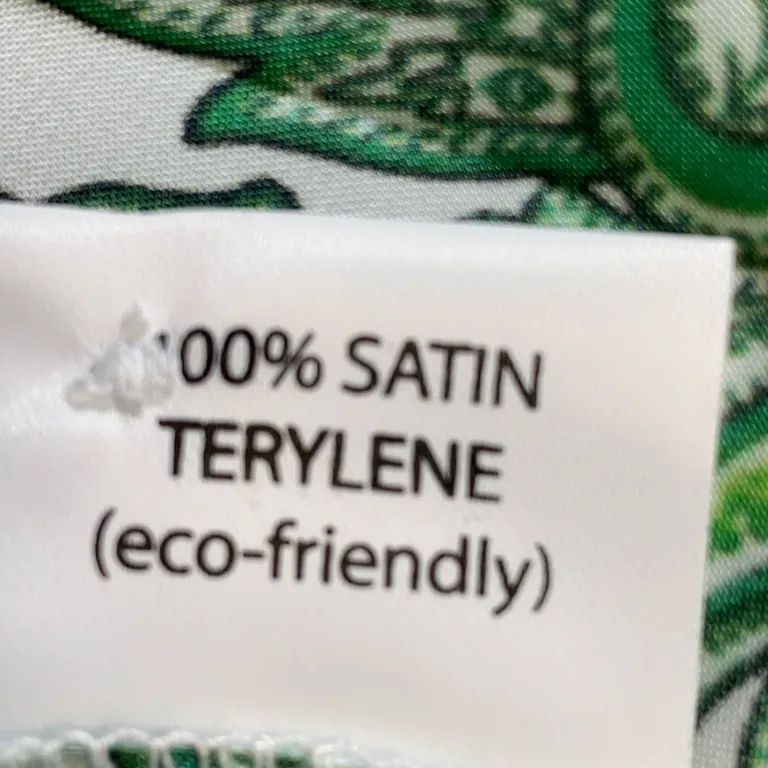 100% SATIN
TERYLENE
(eco-friendly)